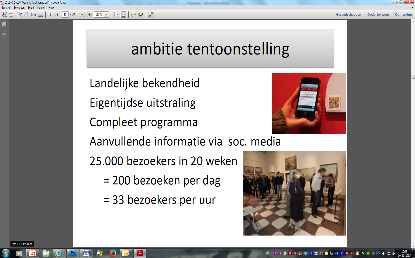 ambitie tentoonstelling
Landelijke bekendheid
Eigentijdse uitstraling
Compleet programma
Aanvullende informatie via soc. media
25.000 bezoekers in 20 weken
= 200 bezoeken per dag
= 33 bezoekers per uur